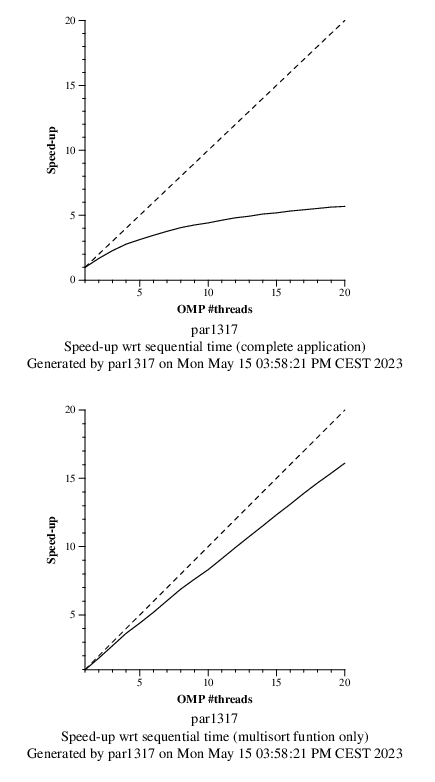 20
15
10
5
0
Speed-up
5 10 15 20
OMP #threads
par1317
Speed-up wrt sequential time (complete application)
Generated by par1317 on Mon May 15 03:58:21 PM CEST 2023
20
15
10
5
Speed-up
5 10 15 20
OMP #threads
par1317
Speed-up wrt sequential time (multisort funtion only)
Generated by par1317 on Mon May 15 03:58:21 PM CEST 2023